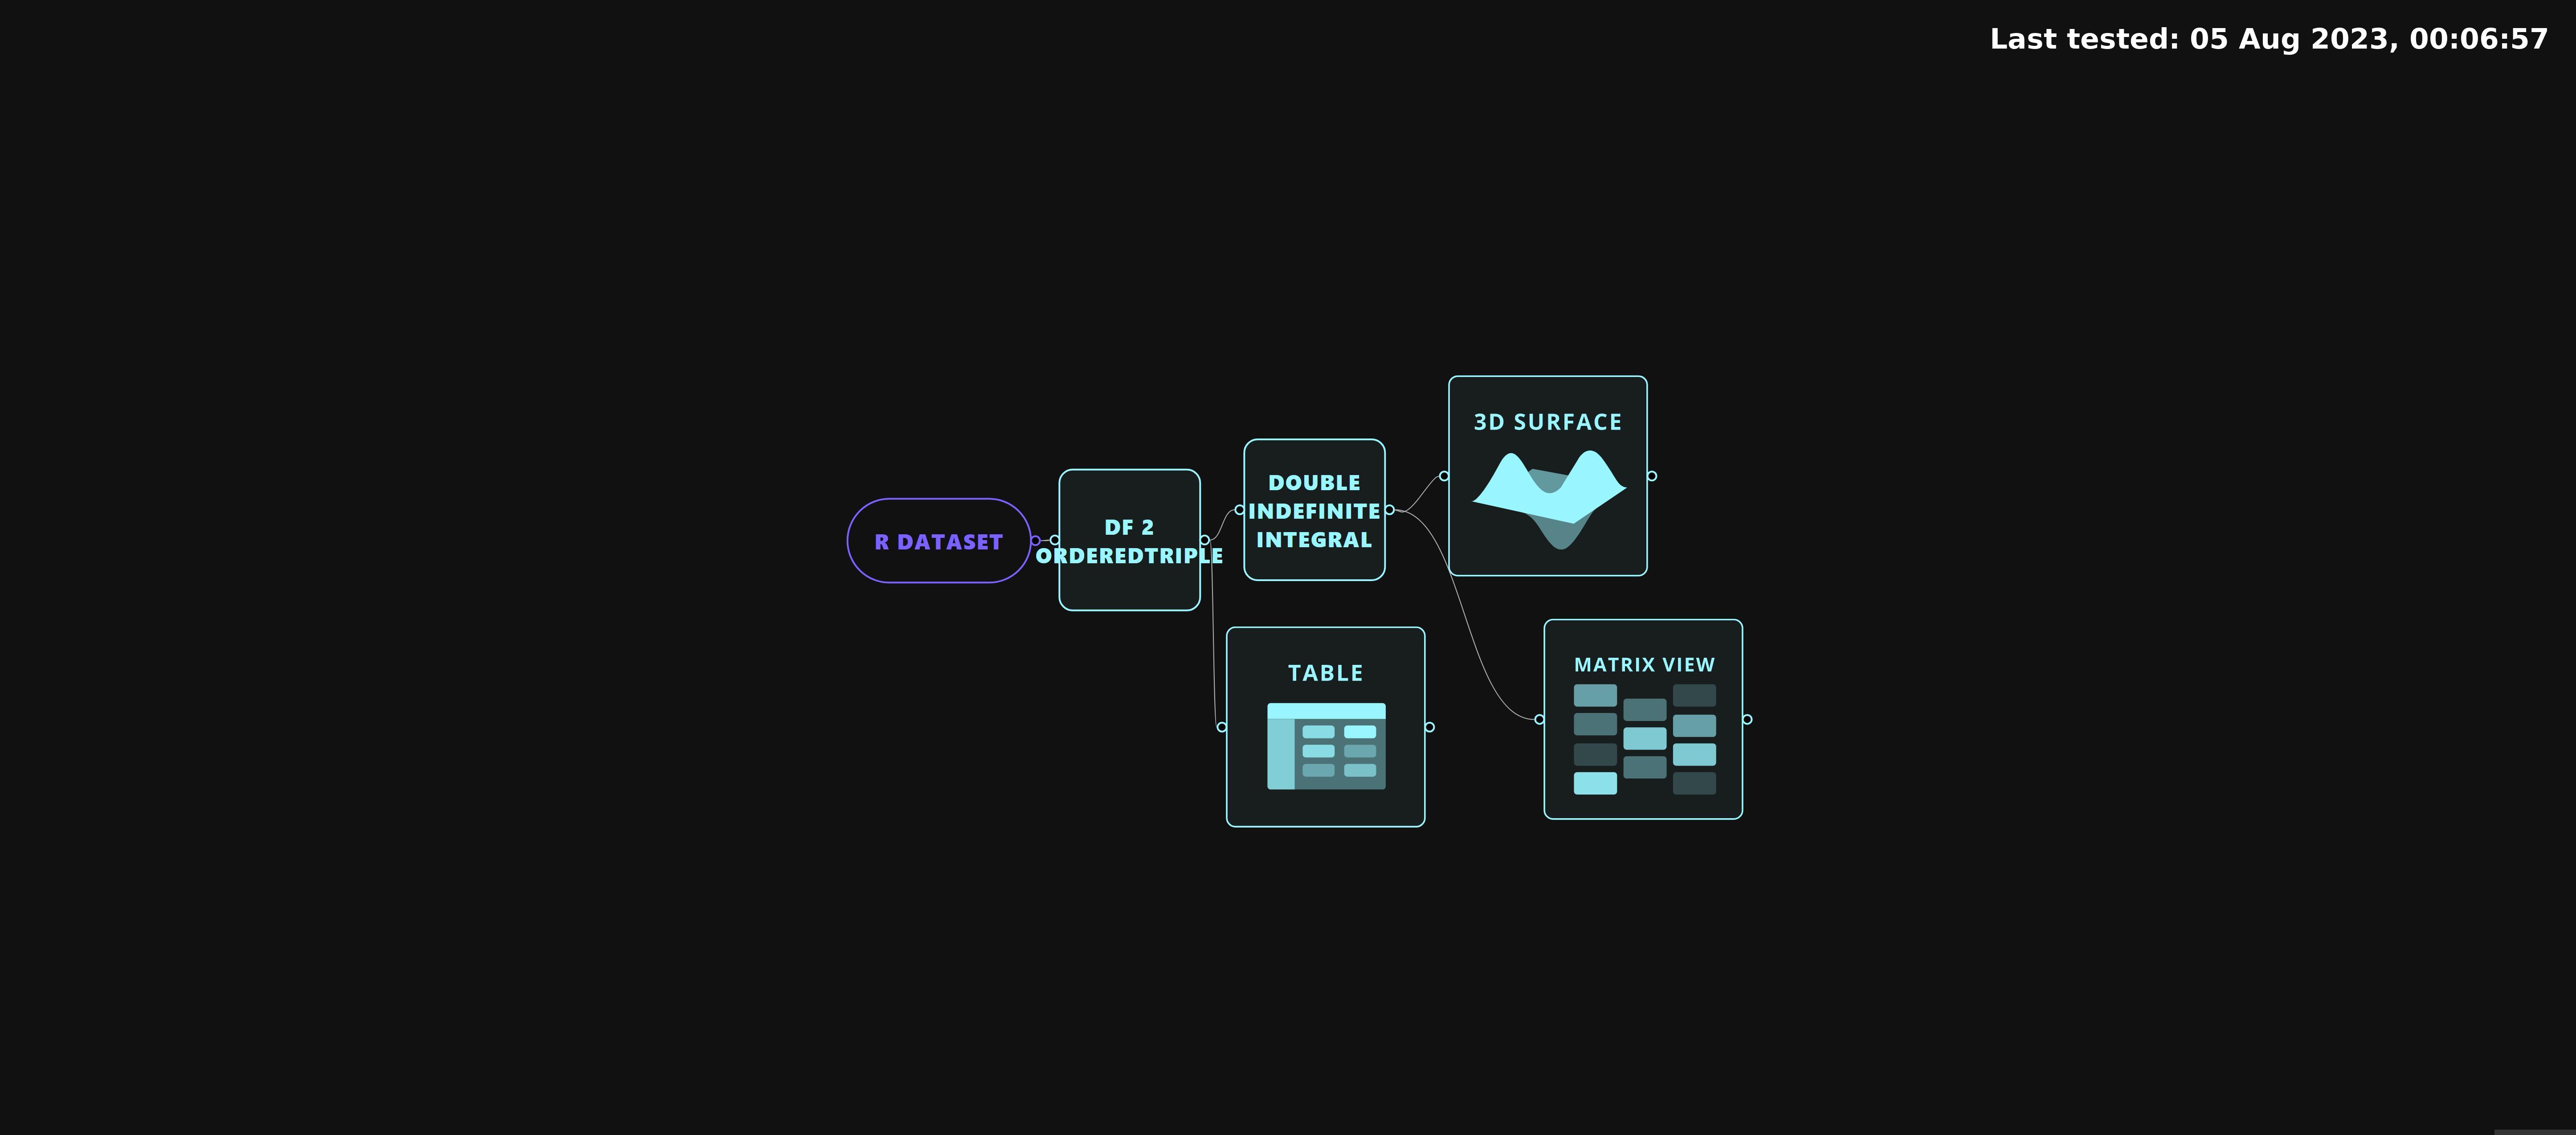 Last tested: 05 Aug 2023, 00:06:57
R DATASET
DF 2
ORDEREDTRIPLE
DOUBLE
INDEFINITE
INTEGRAL
3D SURFACE
TABLE
MATRIX VIEW